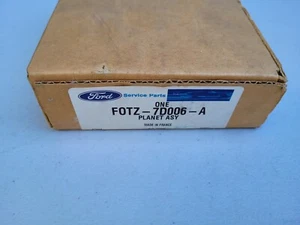 Ford Service Parts
ONE
FOTZ-7D006-A
PLANET ASY
MADE IN FRANCE